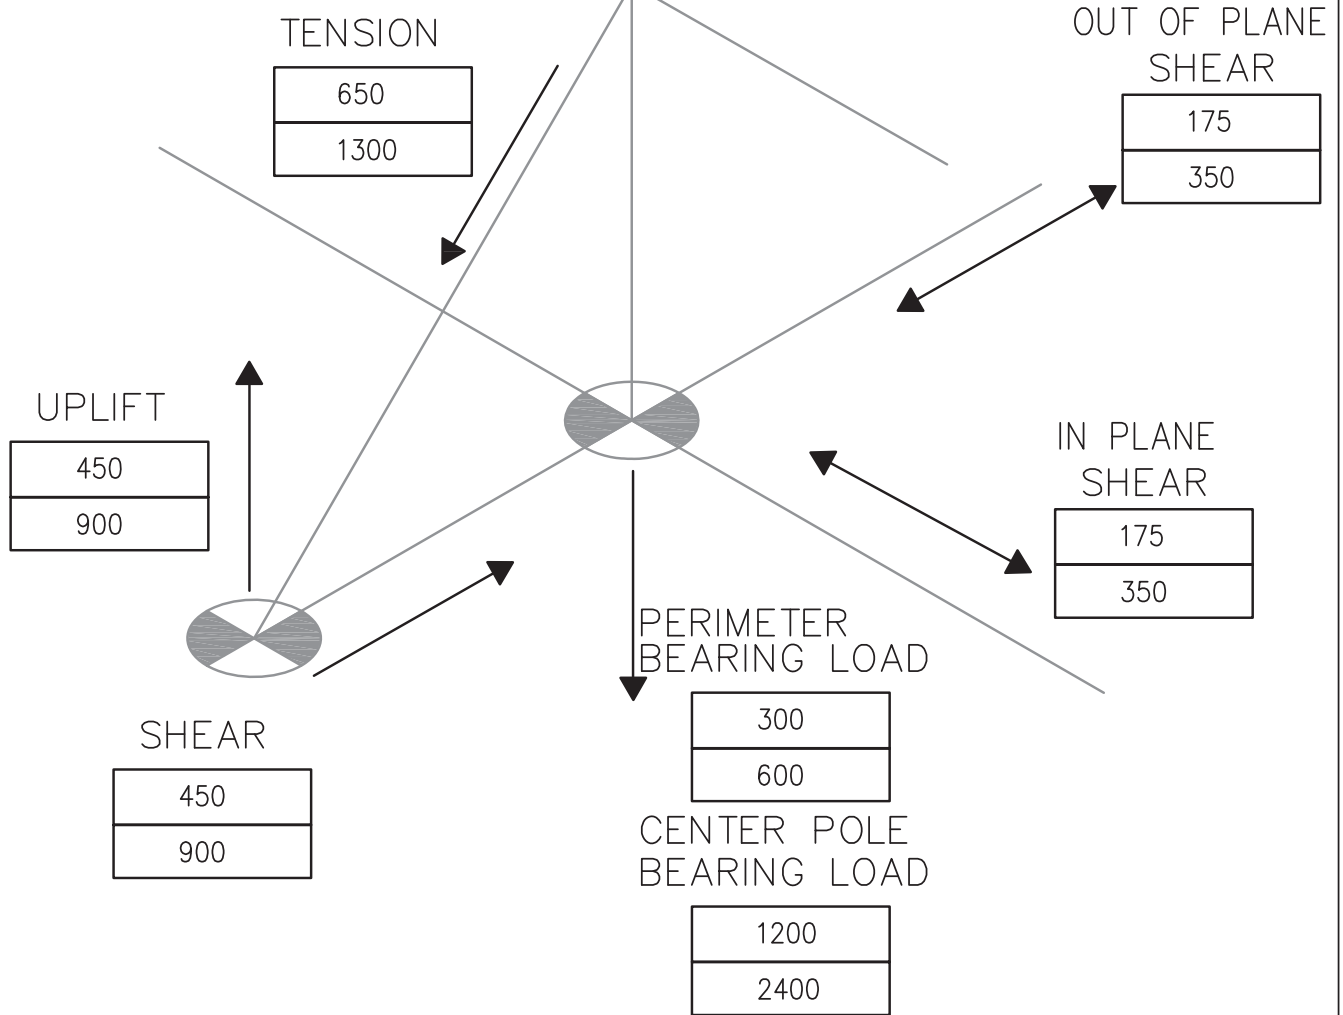 TENSION
650
1300
OUT OF PLANE
SHEAR
175
350
UPLIFT
450
900
IN PLANE
SHEAR
175
350
PERIMETER
BEARING LOAD
300
600
SHEAR
450
900
CENTER POLE
BEARING LOAD
1200
2400